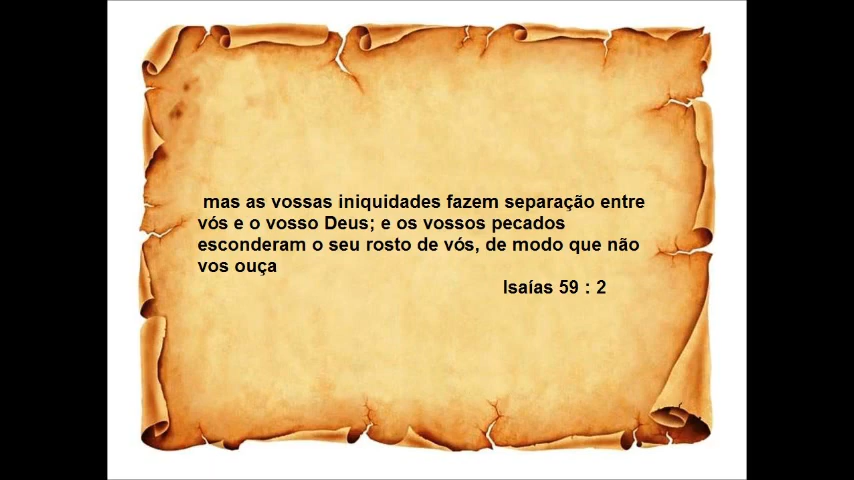 mas as vossas iniquidades fazem separação entre
vós e o vosso Deus; e os vossos pecados
esconderam o seu rosto de vós, de modo que não
vos ouça
Isaías 59 : 2